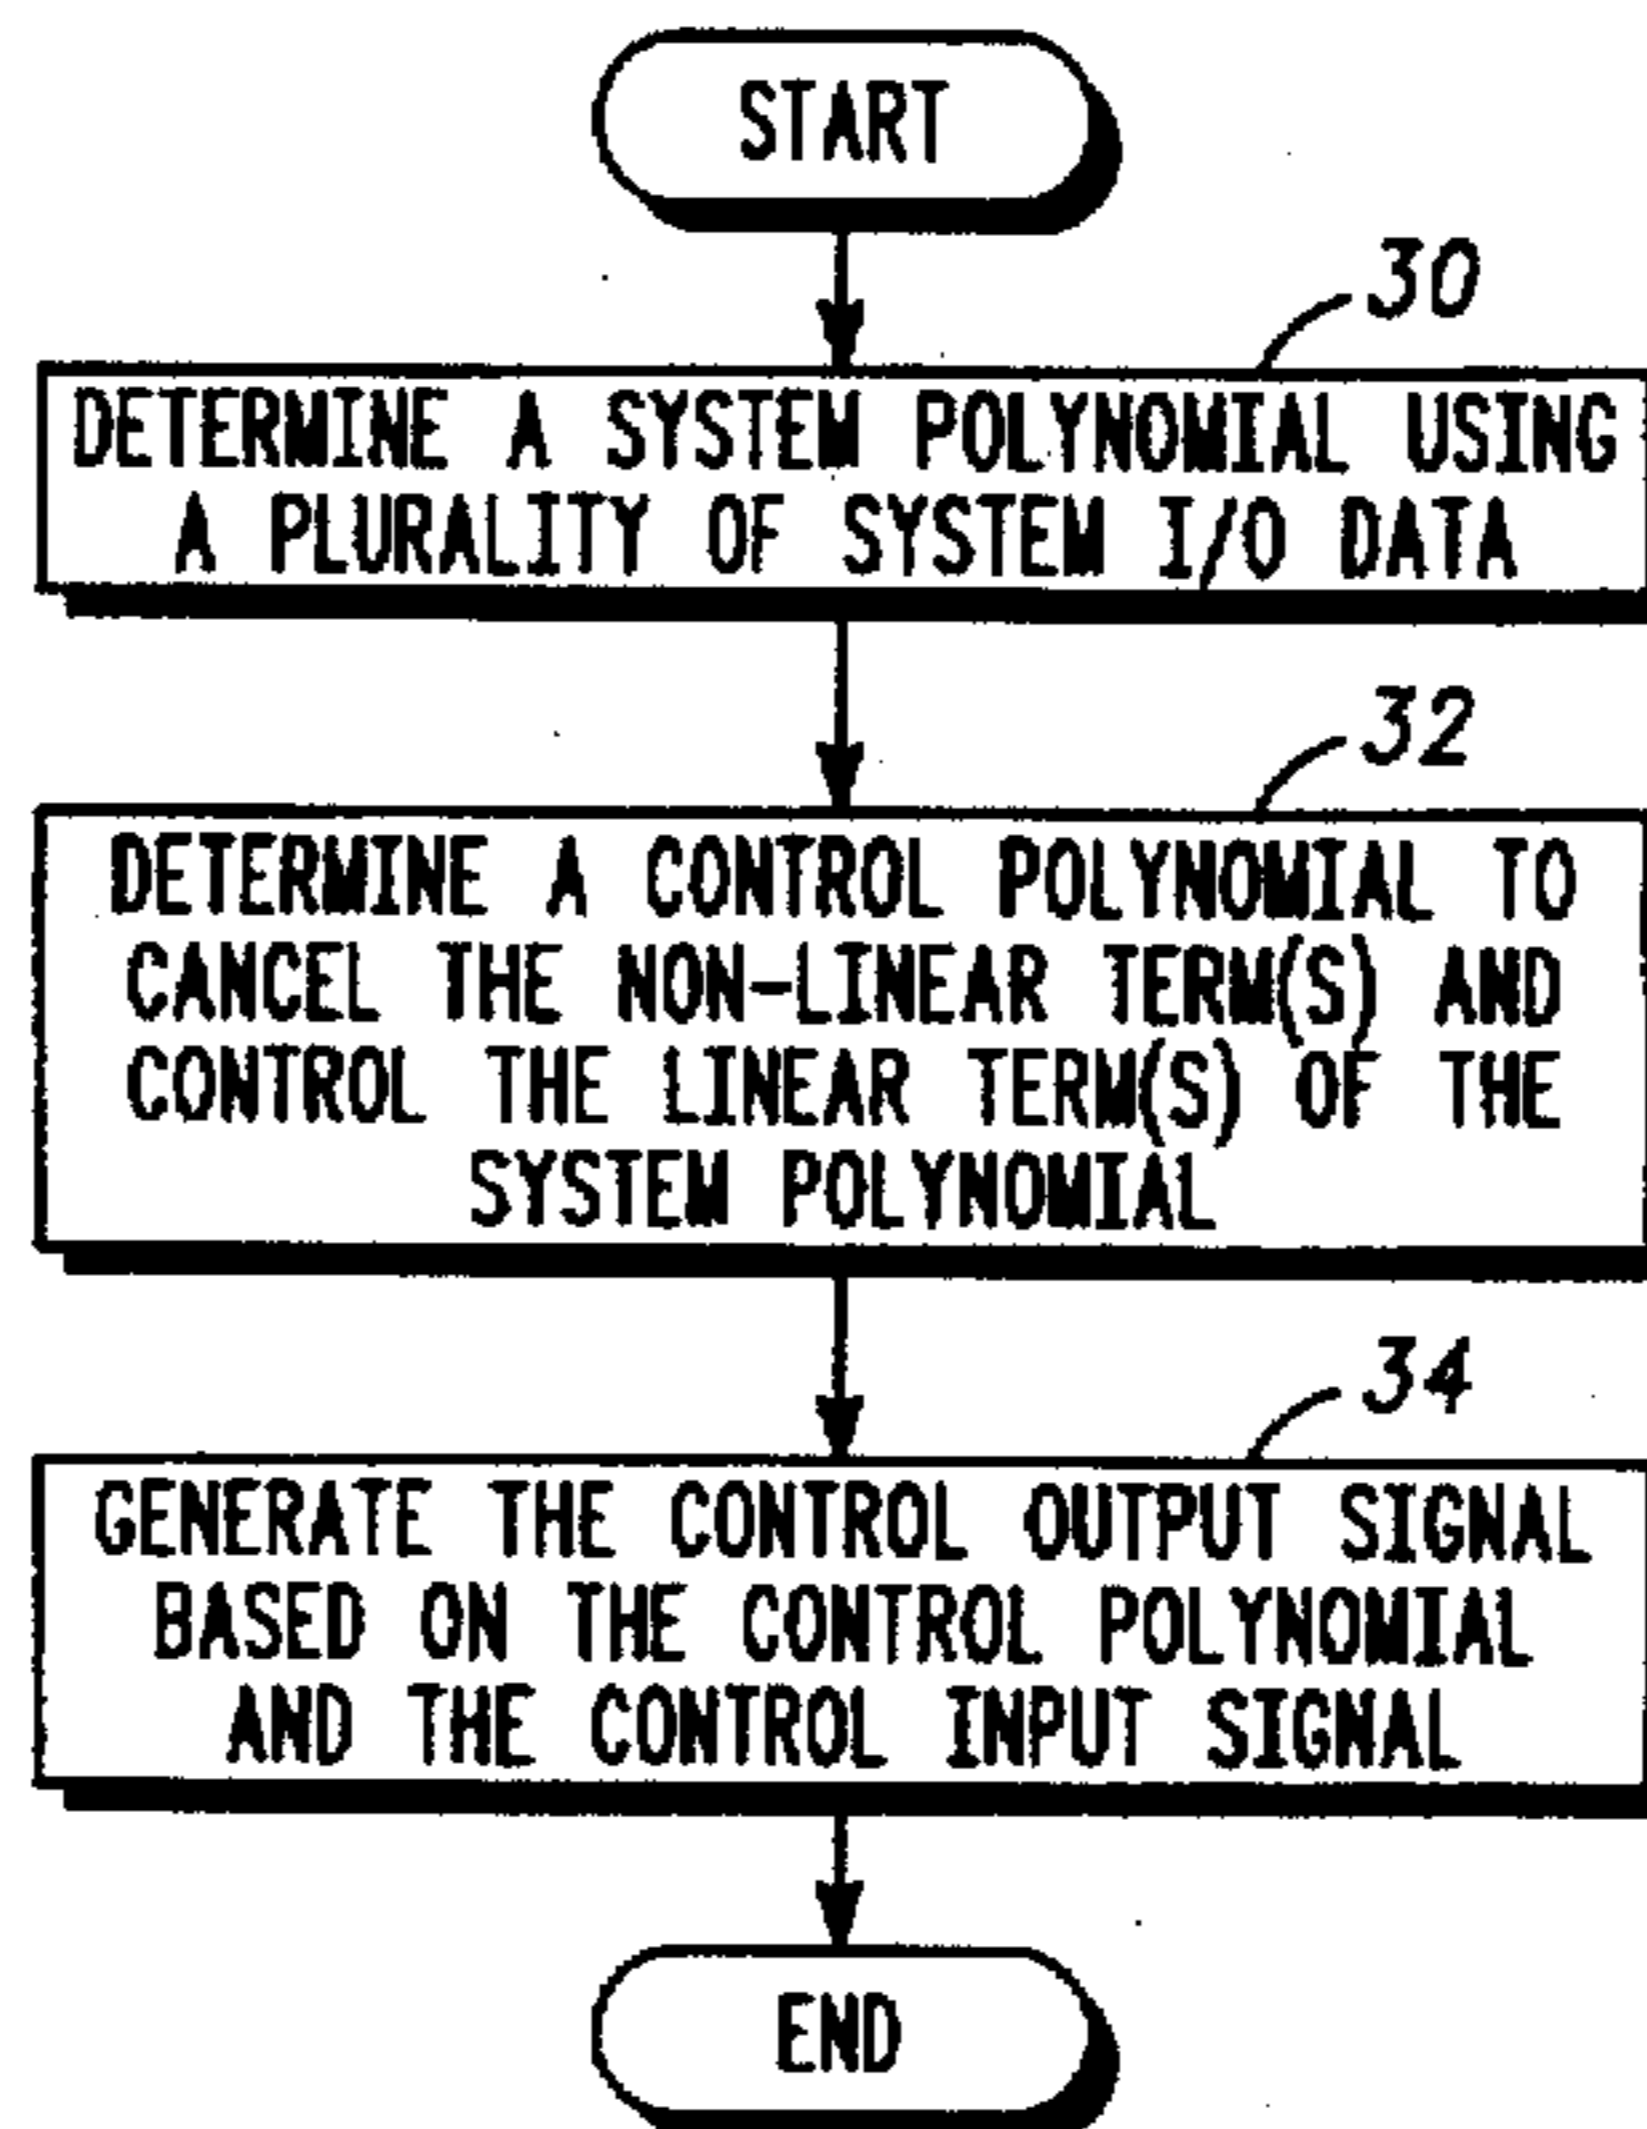 START
30
DETERMINE A SYSTEM POLYNOMIAL USING
A PLURALITY OF SYSTEM I/O DATA
32
DETERMINE A CONTROL POLYNOMIAL TO
CANCEL THE NON-LINEAR TERM(S) AND
CONTROL THE LINEAR TERM(S) OF THE
SYSTEM POLYNOMIAL
34
GENERATE THE CONTROL OUTPUT SIGNAL
BASED ON THE CONTROL POLYNOMIAL
AND THE CONTROL INPUT SIGNAL
END